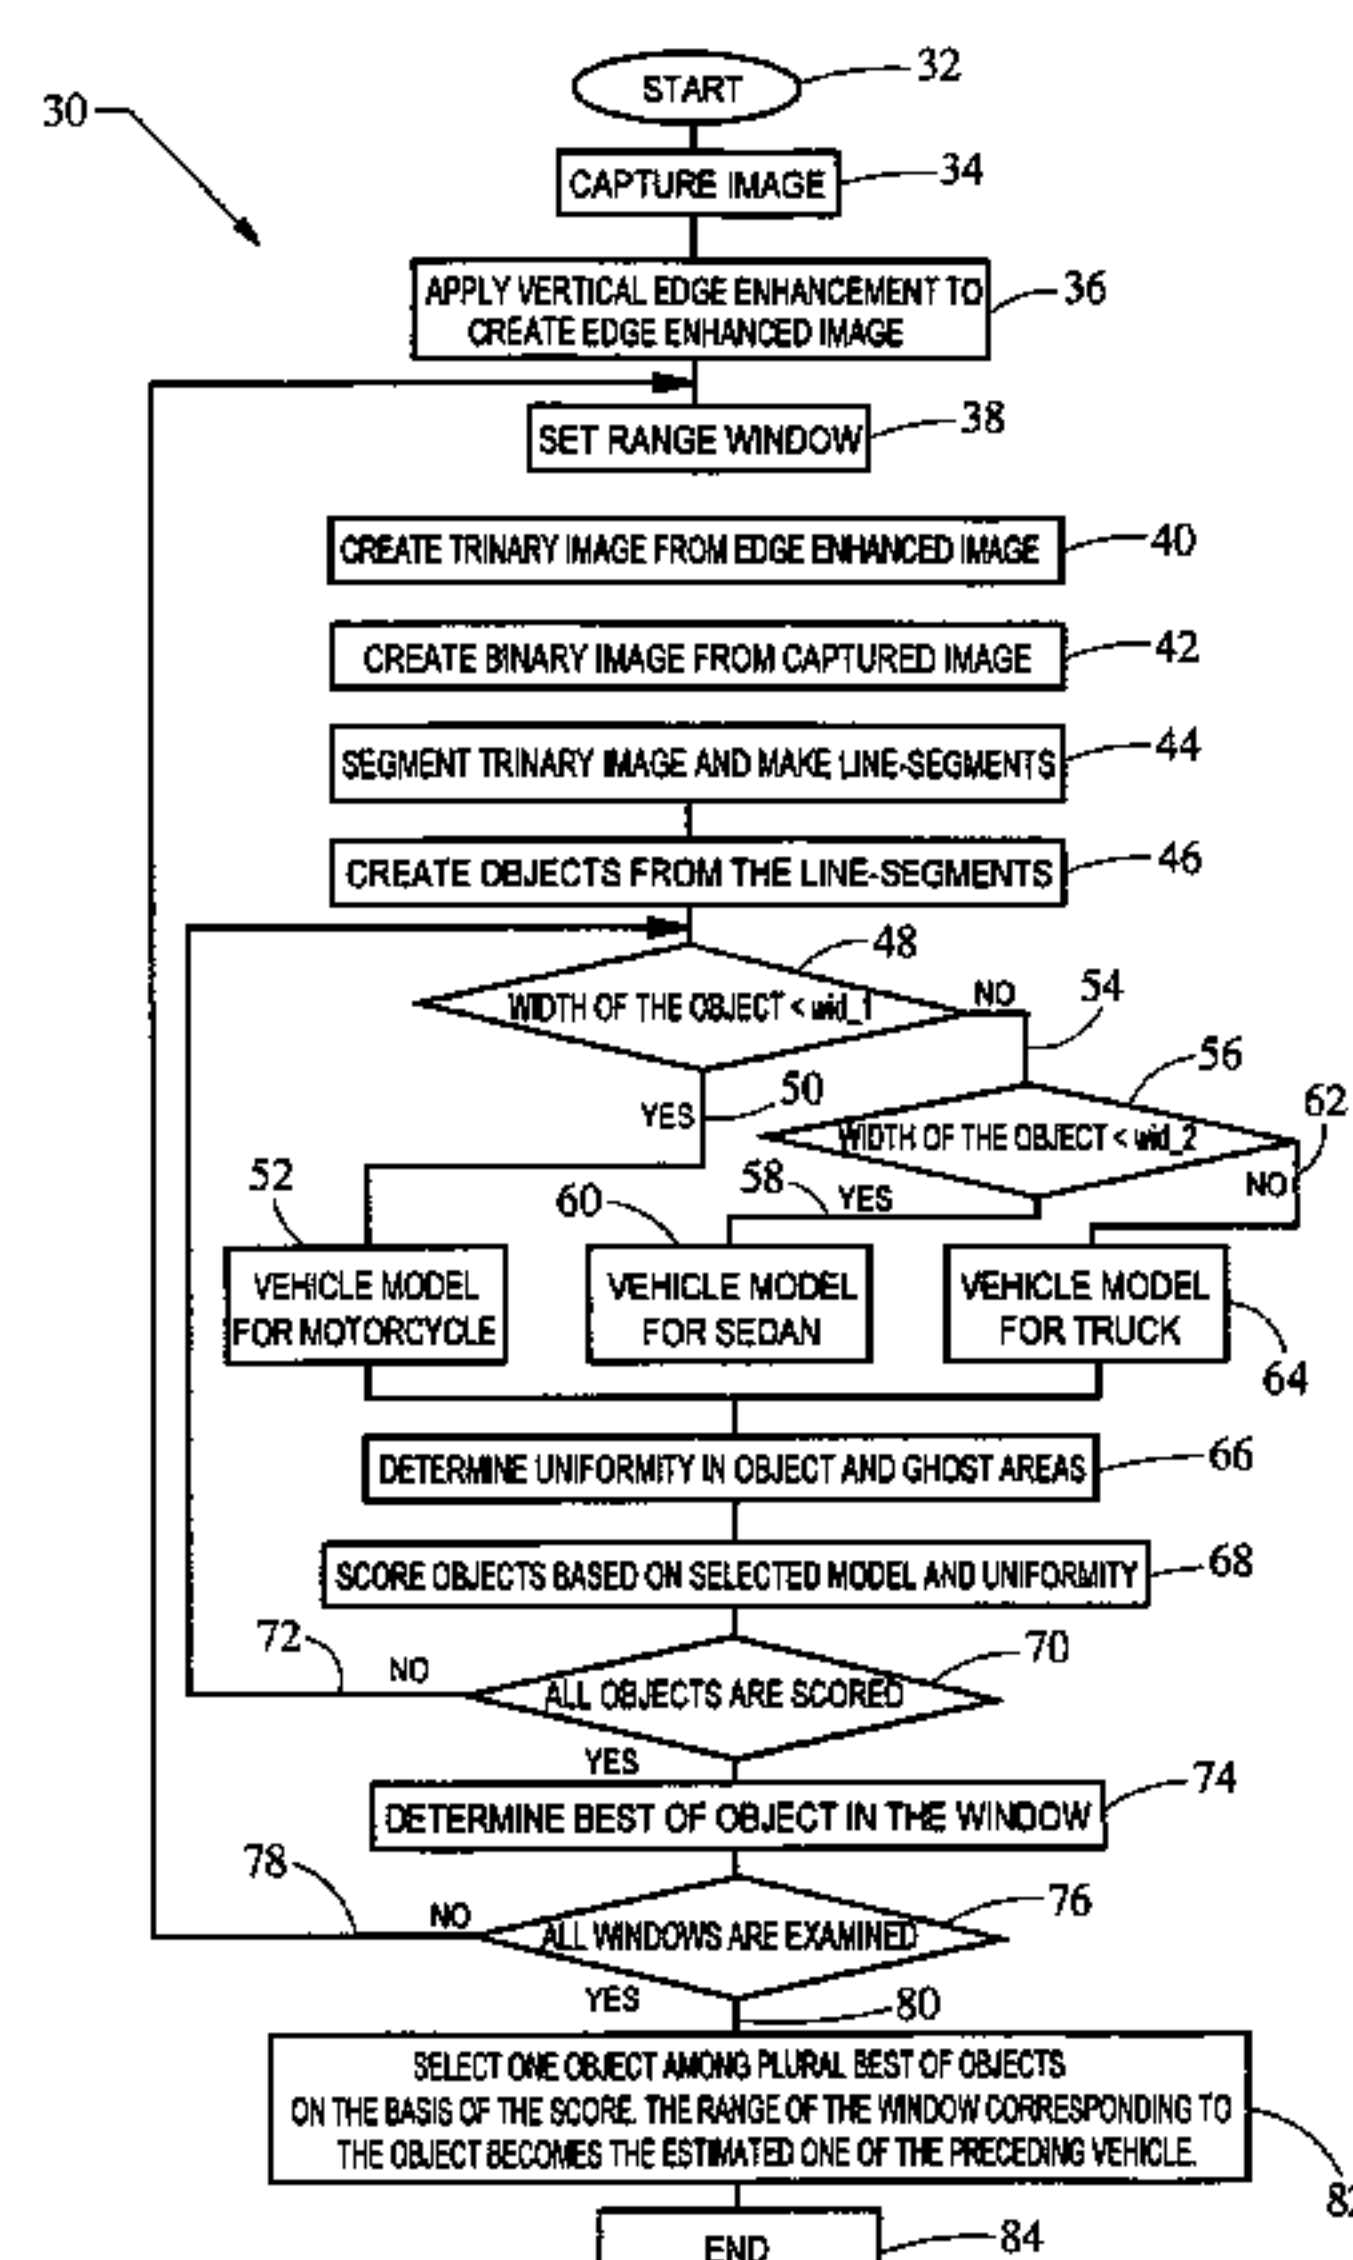 START
32
30
CAPTURE IMAGE
34
APPLY VERTICAL EDGE ENHANCEMENT TO
CREATE EDGE ENHANCED IMAGE
36
SET RANGE WINDOW
38
CREATE TRINARY IMAGE FROM EDGE ENHANCED IMAGE
40
CREATE BINARY IMAGE FROM CAPTURED IMAGE
42
SEGMENT TRINARY IMAGE AND MAKE LINE-SEGMENTS
44
CREATE OBJECTS FROM THE LINE-SEGMENTS
46
48
WIDTH OF THE OBJECT < wid_1
NO
54
56
YES
50
WIDTH OF THE OBJECT < wid_2
62
NO
52
60
58
YES
VEHICLE MODEL
FOR MOTORCYCLE
VEHICLE MODEL
FOR SEDAN
VEHICLE MODEL
FOR TRUCK
64
DETERMINE UNIFORMITY IN OBJECT AND GHOST AREAS
66
SCORE OBJECTS BASED ON SELECTED MODEL AND UNIFORMITY
68
72
NO
ALL OBJECTS ARE SCORED
70
YES
DETERMINE BEST OF OBJECT IN THE WINDOW
74
78
NO
ALL WINDOWS ARE EXAMINED
76
YES
80
SELECT ONE OBJECT AMONG PLURAL BEST OF OBJECTS
ON THE BASIS OF THE SCORE. THE RANGE OF THE WINDOW CORRESPONDING TO
THE OBJECT BECOMES THE ESTIMATED ONE OF THE PRECEDING VEHICLE.
END
84